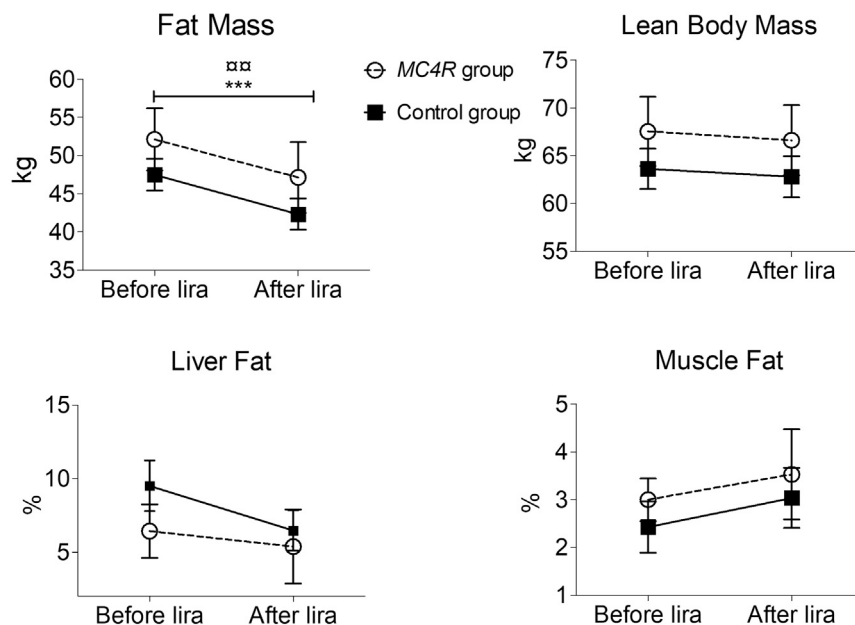 Fat Mass
kg
60
55
50
45
40
35
¤¤
***
Before lira
After lira
MC4R group
Control group
Lean Body Mass
kg
70
67
65
63
60
55
Before lira
After lira
Liver Fat
%
15
10
5
Before lira
After lira
Muscle Fat
%
5
4
3
2
1
Before lira
After lira